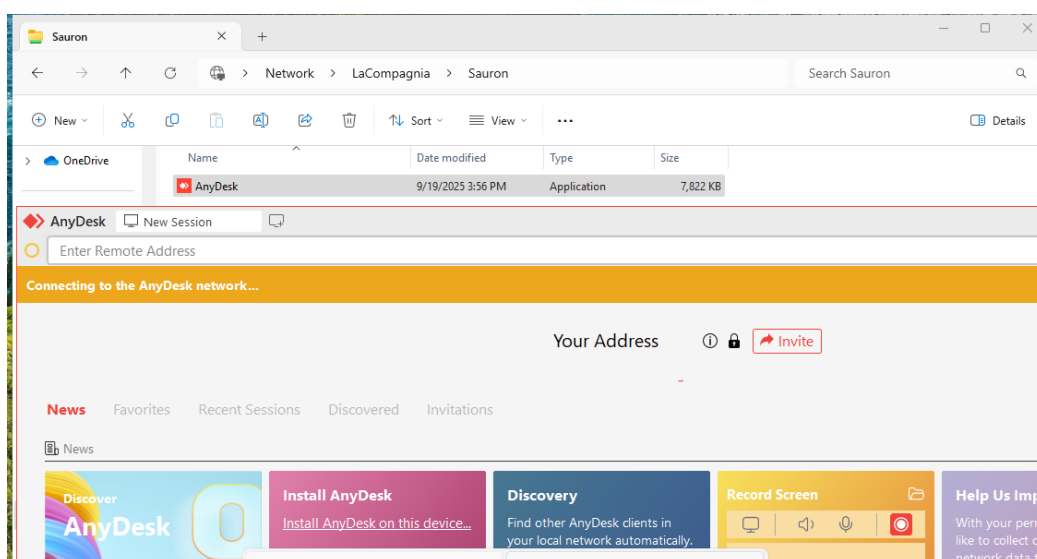 Sauron
Network > LaCompagnia > Sauron
Search Sauron
New
Sort
View
Details
OneDrive
Name
Date modified
Type
Size
AnyDesk
9/19/2025 3:56 PM
Application
7,822 KB
AnyDesk
New Session
Enter Remote Address
Connecting to the AnyDesk network...
Your Address
Invite
News
Favorites
Recent Sessions
Discovered
Invitations
News
Discover
AnyDesk
Install AnyDesk
Install AnyDesk on this device...
Discovery
Find other AnyDesk clients in
your local network automatically.
Record Screen
Help Us Imp
With your perm
like to collect
network data